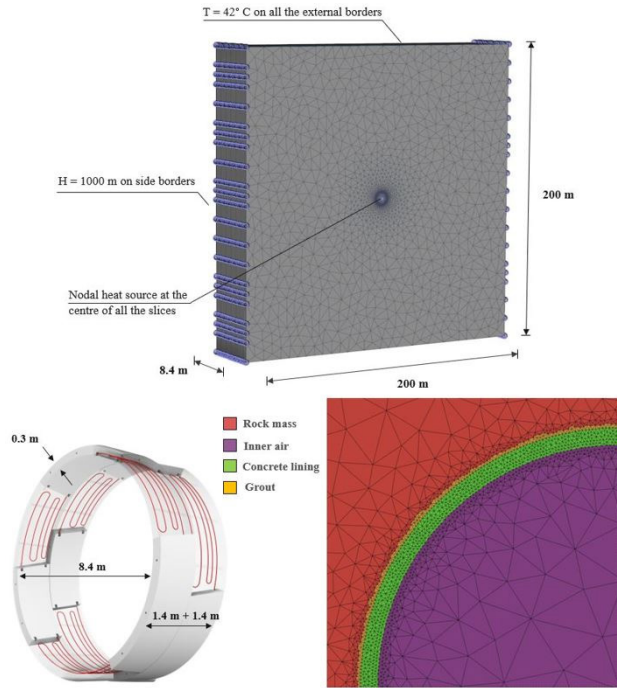 T = 42° C on all the external borders
H = 1000 m on side borders
200 m
Nodal heat source at the
centre of all the slices
8.4 m
200 m
0.3 m
Rock mass
Inner air
Concrete lining
Grout
8.4 m
1.4 m + 1.4 m